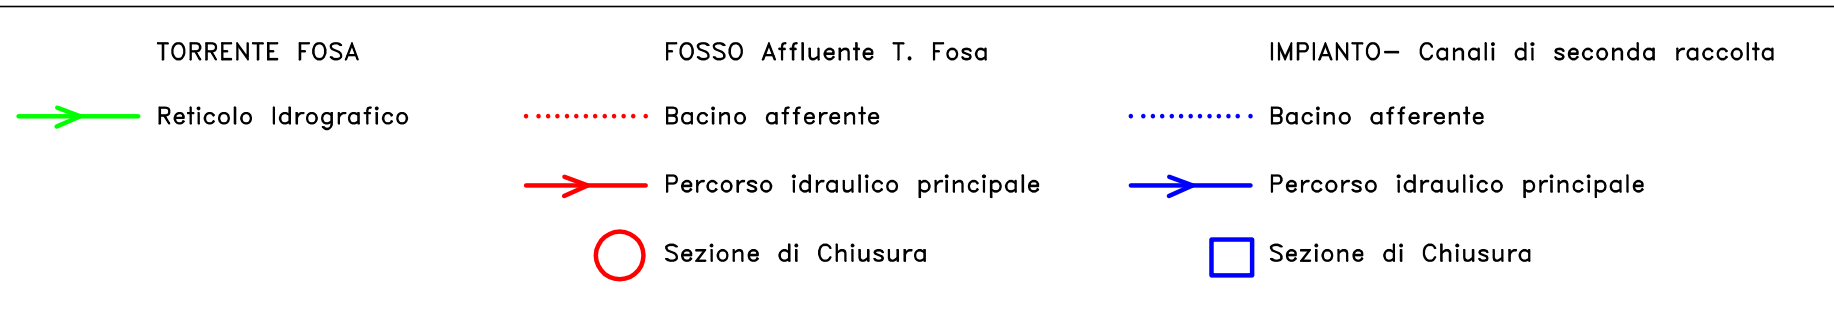 TORRENTE FOSA
Reticolo Idrografico
FOSSO Affluente T. Fosa
Bacino afferente
Percorso idraulico principale
Sezione di Chiusura
IMPIANTO- Canali di seconda raccolta
Bacino afferente
Percorso idraulico principale
Sezione di Chiusura